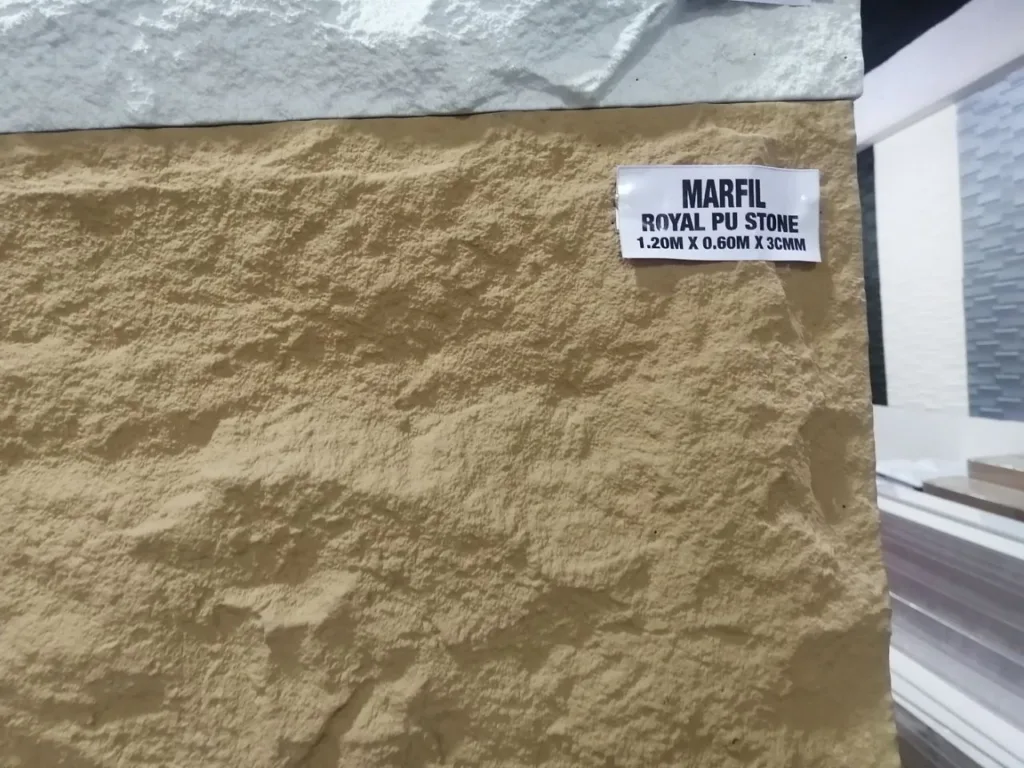 MARFIL
ROYAL PU STONE
1.20M X 0.60M X 3CMM